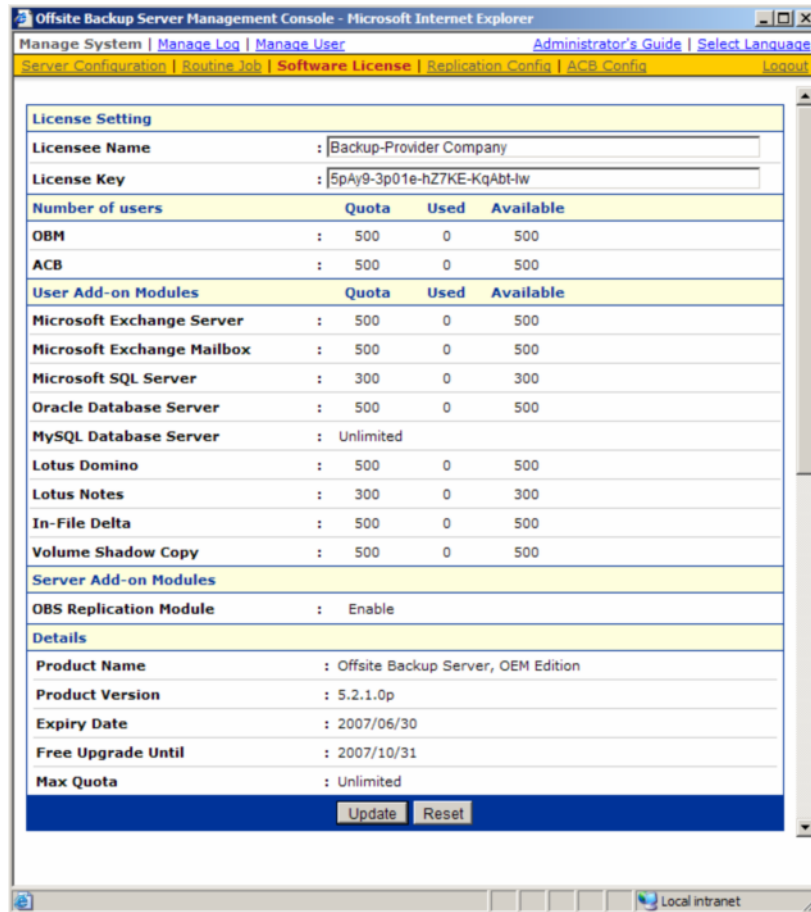 Offsite Backup Server Management Console - Microsoft Internet Explorer
Manage System | Manage Log | Manage User Administrator's Guide | Select Language
Server Configuration | Routine Job | Software License | Replication Config | ACB Config Logout
License Setting
Licensee Name : Backup-Provider Company
License Key : 5pAy9-3p01e-hZ7KE-KqAbt-lw
Number of users Quota Used Available
OBM : 500 0 500
ACB : 500 0 500
User Add-on Modules Quota Used Available
Microsoft Exchange Server : 500 0 500
Microsoft Exchange Mailbox : 500 0 500
Microsoft SQL Server : 300 0 300
Oracle Database Server : 500 0 500
MySQL Database Server : Unlimited
Lotus Domino : 500 0 500
Lotus Notes : 300 0 300
In-File Delta : 500 0 500
Volume Shadow Copy : 500 0 500
Server Add-on Modules
OBS Replication Module : Enable
Details
Product Name : Offsite Backup Server, OEM Edition
Product Version : 5.2.1.0p
Expiry Date : 2007/06/30
Free Upgrade Until : 2007/10/31
Max Quota : Unlimited
Update Reset
Local intranet